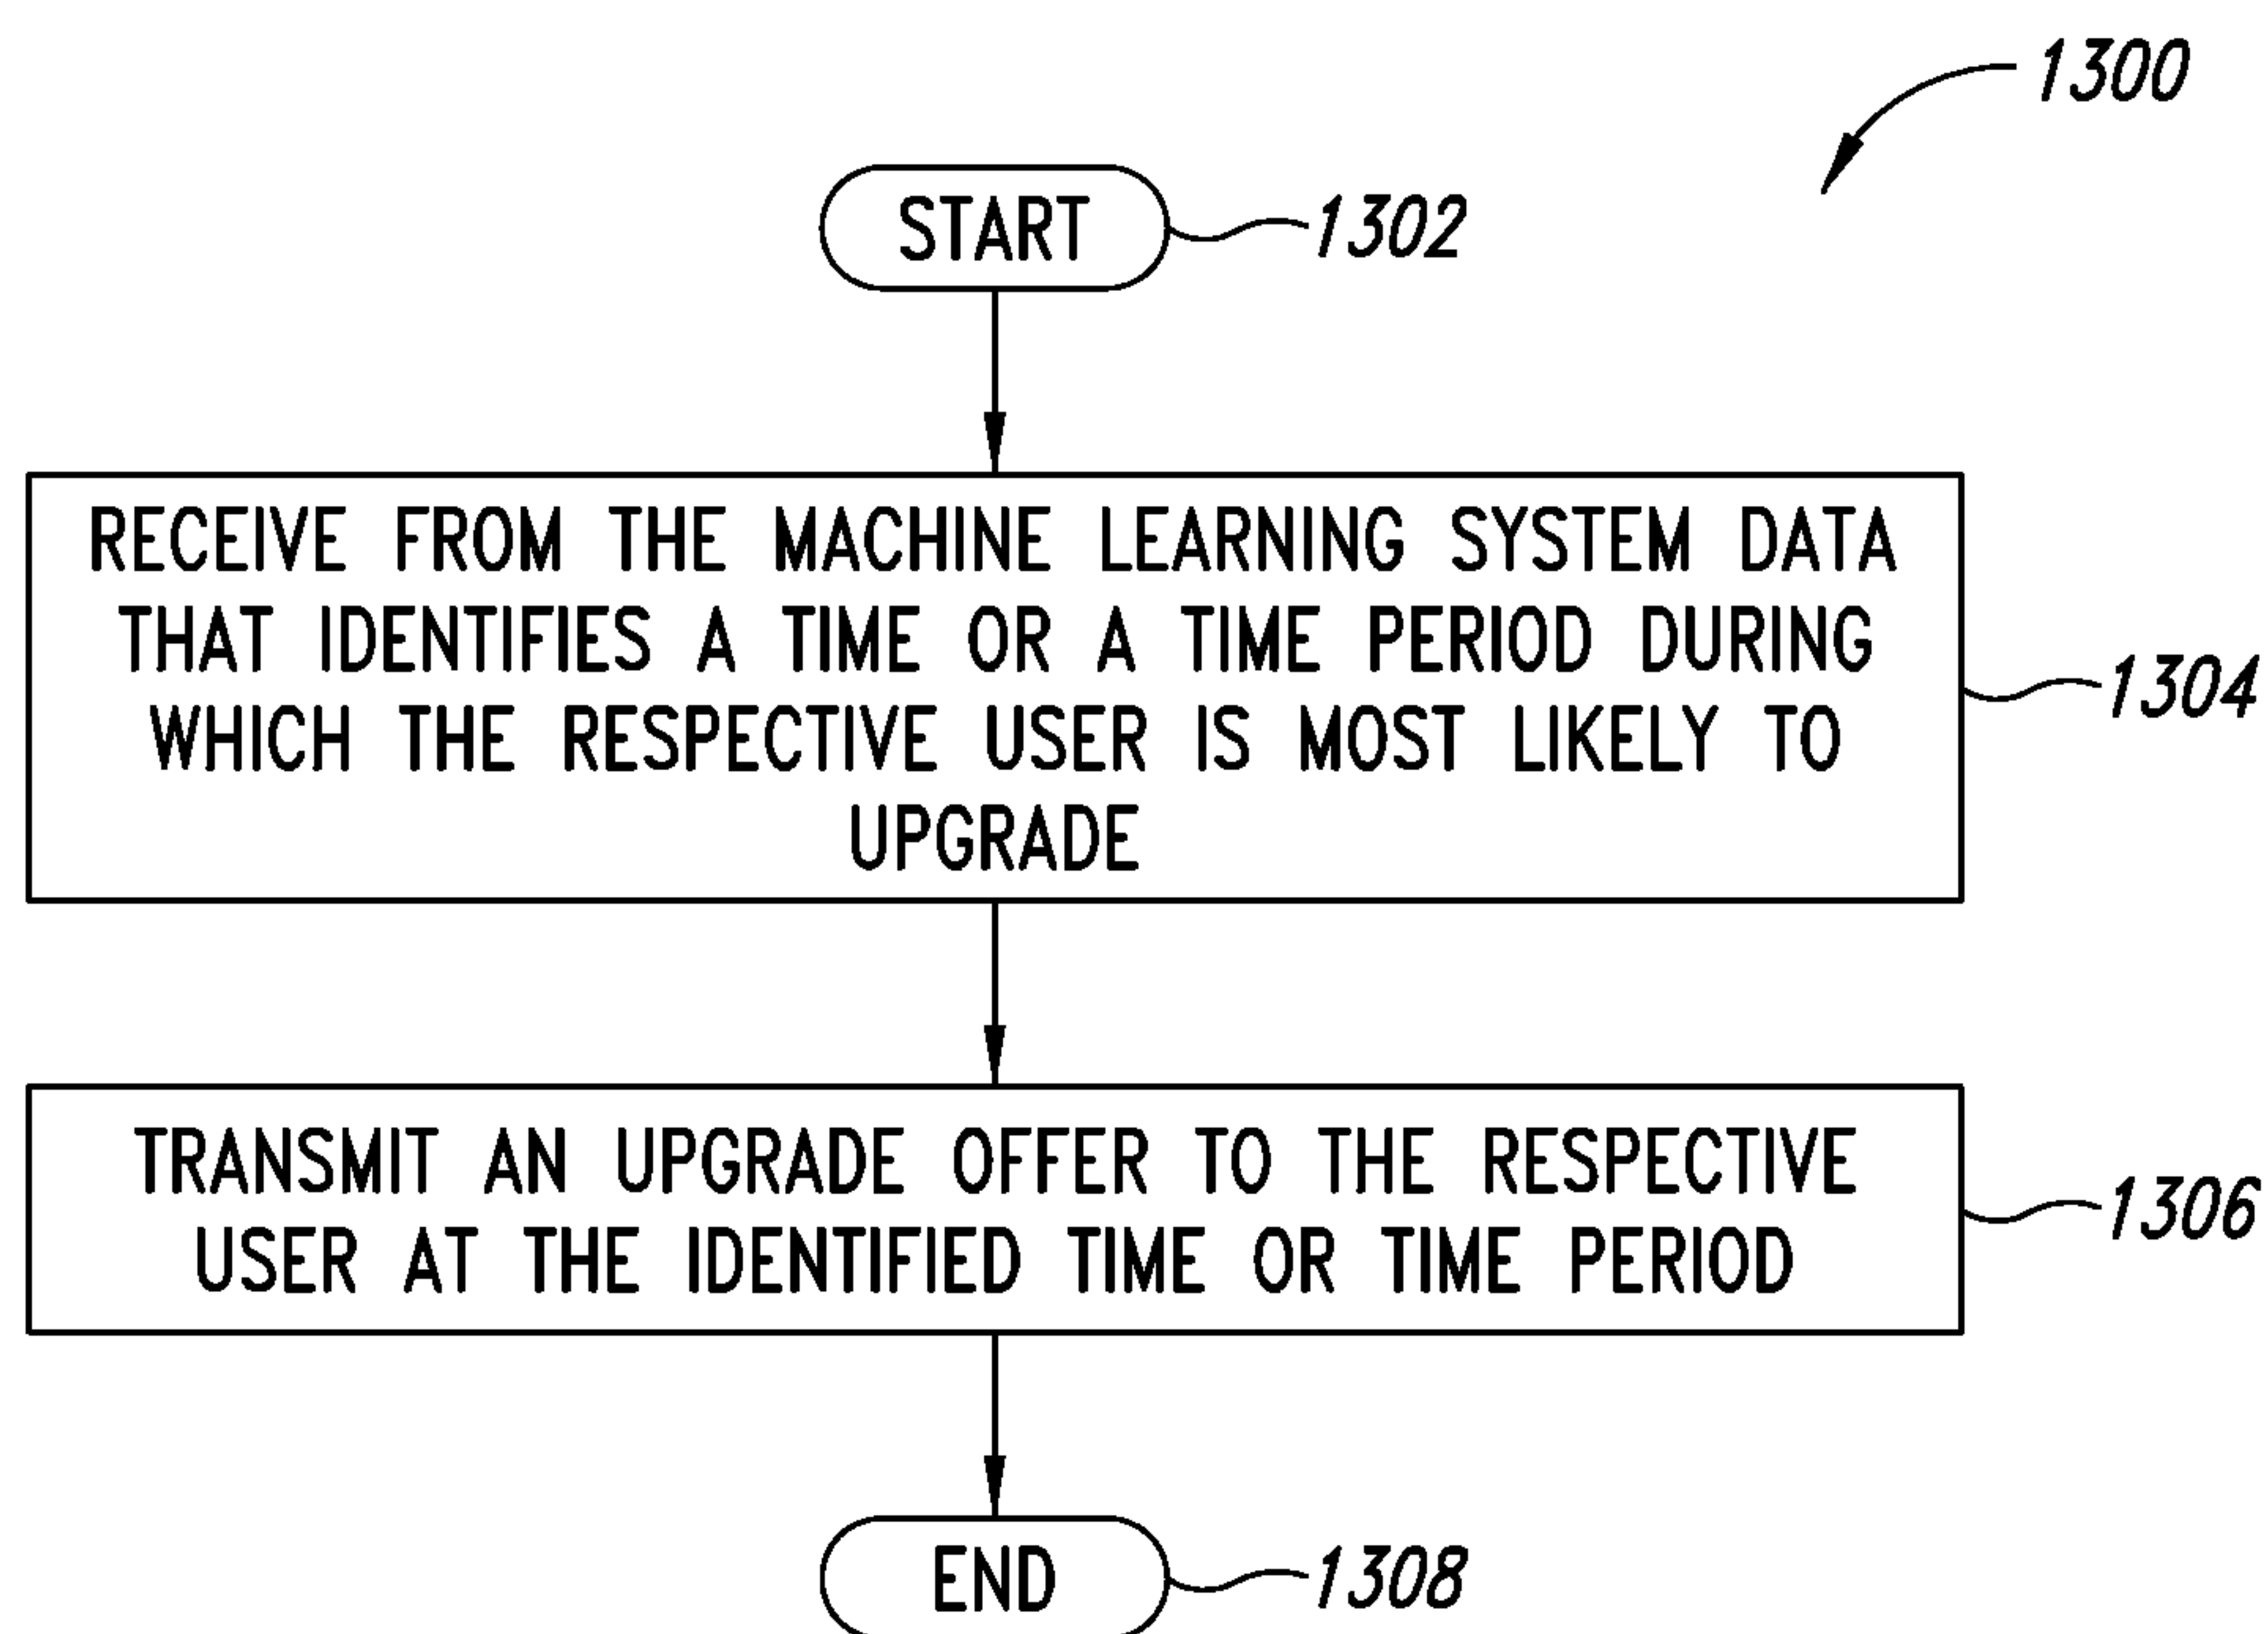 1300
START
1302
RECEIVE FROM THE MACHINE LEARNING SYSTEM DATA
THAT IDENTIFIES A TIME OR A TIME PERIOD DURING
WHICH THE RESPECTIVE USER IS MOST LIKELY TO
UPGRADE
1304
TRANSMIT AN UPGRADE OFFER TO THE RESPECTIVE
USER AT THE IDENTIFIED TIME OR TIME PERIOD
1306
END
1308